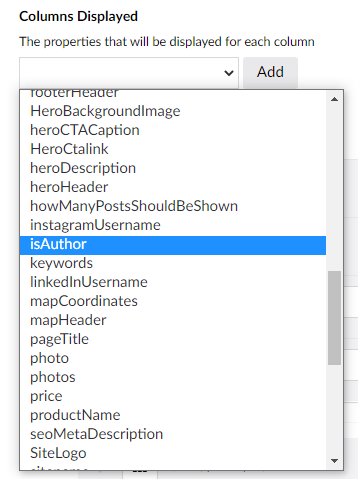 Columns Displayed
The properties that will be displayed for each column
Add
footerHeader
HeroBackgroundImage
heroCTACaption
HeroCtalink
heroDescription
heroHeader
howManyPostsShouldBeShown
instagramUsername
isAuthor
keywords
linkedInUsername
mapCoordinates
mapHeader
pageTitle
photo
photos
price
productName
seoMetaDescription
SiteLogo